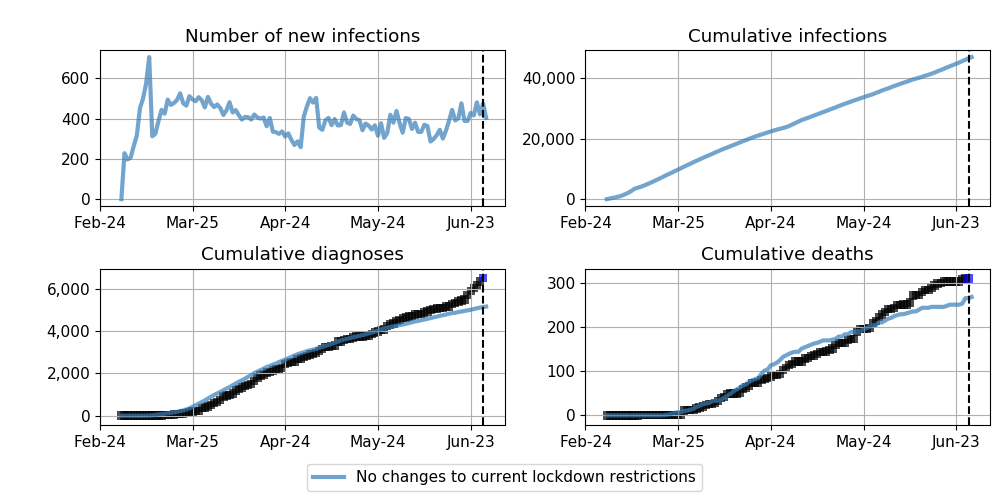 Number of new infections
600
400
200
0
Feb-24 Mar-25 Apr-24 May-24 Jun-23
Cumulative infections
40,000
20,000
0
Feb-24 Mar-25 Apr-24 May-24 Jun-23
Cumulative diagnoses
6,000
4,000
2,000
0
Feb-24 Mar-25 Apr-24 May-24 Jun-23
Cumulative deaths
300
200
100
0
Feb-24 Mar-25 Apr-24 May-24 Jun-23
No changes to current lockdown restrictions